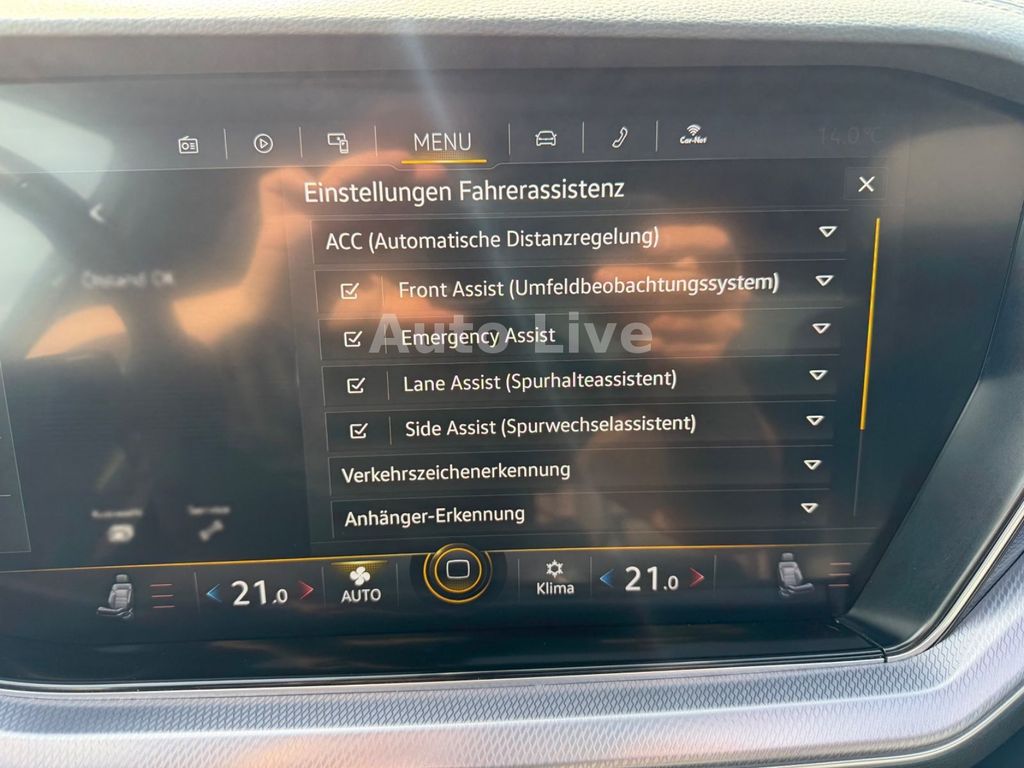 MENU
Car-Net
14.0°C
Einstellungen Fahrerassistenz
ACC (Automatische Distanzregelung)
Front Assist (Umfeldbeobachtungssystem)
Emergency Assist
Auto Live
Lane Assist (Spurhalteassistent)
Side Assist (Spurwechselassistent)
Verkehrszeichenerkennung
Anhänger-Erkennung
21.0
AUTO
Klima
21.0